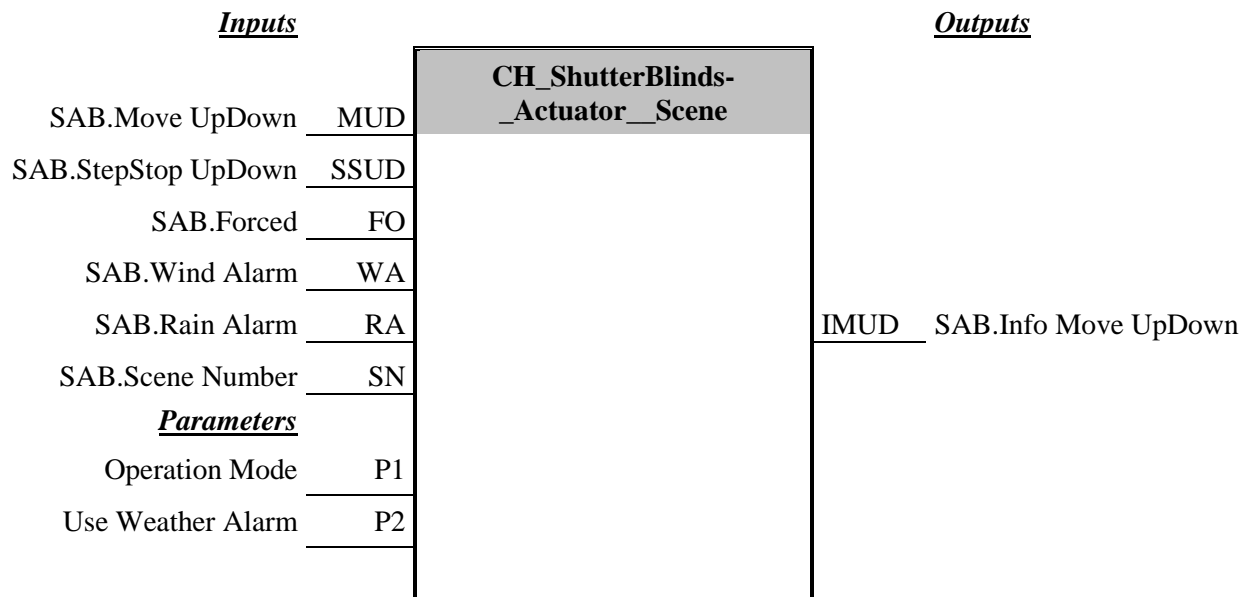 Inputs
Outputs
CH_ShutterBlinds-
_Actuator__Scene
SAB.Move UpDown MUD
SAB.StepStop UpDown SSUD
SAB.Forced FO
SAB.Wind Alarm WA
SAB.Rain Alarm RA
IMUD SAB.Info Move UpDown
SAB.Scene Number SN
Parameters
Operation Mode P1
Use Weather Alarm P2